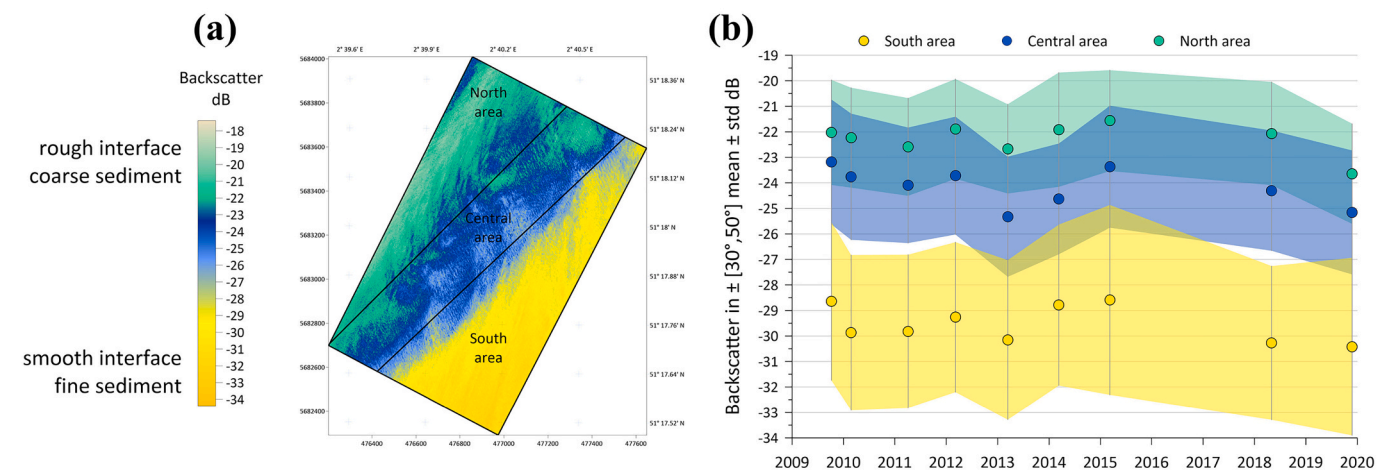 (a)
Backscatter
dB
-18
-19
-20
-21
-22
-23
-24
-25
-26
-27
-28
-29
-30
-31
-32
-33
-34
rough interface
coarse sediment
smooth interface
fine sediment
2° 39.6' E 2° 39.9' E 2° 40.2' E 2° 40.5' E
5684000
5683800
5683600
5683400
5683200
5683000
5682800
5682600
5682400
North
area
Central
area
South
area
51° 18.36' N
51° 18.24' N
51° 18.12' N
51° 18' N
51° 17.88' N
51° 17.76' N
51° 17.64' N
51° 17.52' N
476400 476600 476800 477000 477200 477400 477600
(b)
South area Central area North area
Backscatter in ± [30°,50°] mean ± std dB
-19
-20
-21
-22
-23
-24
-25
-26
-27
-28
-29
-30
-31
-32
-33
-34
2009 2010 2011 2012 2013 2014 2015 2016 2017 2018 2019 2020